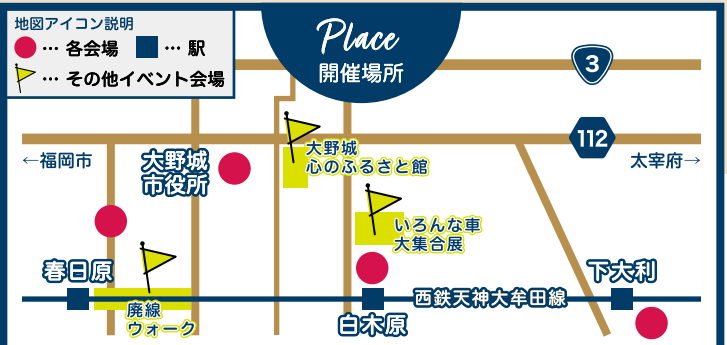 地図アイコン説明
… 各会場 … 駅
… その他イベント会場
Place
開催場所
3
112
←福岡市
太宰府→
大野城
市役所
大野城
心のふるさと館
いろんな車
大集合展
春日原
下大利
西鉄天神大牟田線
廃線
ウォーク
白木原